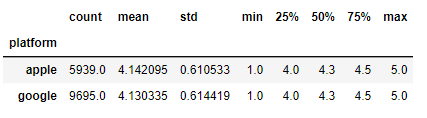 count mean std min 25% 50% 75% max
platform
apple 5939.0 4.142095 0.610533 1.0 4.0 4.3 4.5 5.0
google 9695.0 4.130335 0.614419 1.0 4.0 4.3 4.5 5.0